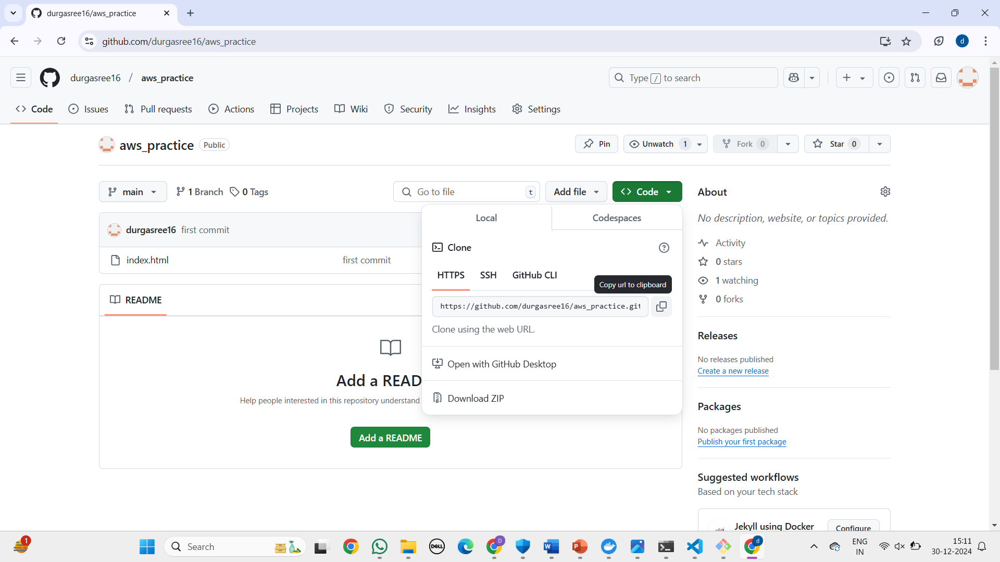 durgasree16/aws_practice
github.com/durgasree16/aws_practice
d
durgasree16 / aws_practice
Type / to search
Code Issues Pull requests Actions Projects Wiki Security Insights Settings
aws_practice Public
Pin Unwatch 1 Fork 0 Star 0
main 1 Branch 0 Tags Go to file t Add file Code
About
No description, website, or topics provided.
Local Codespaces
durgasree16 first commit
Activity
Clone
index.html first commit
0 stars
HTTPS SSH GitHub CLI
Copy url to clipboard
1 watching
README
https://github.com/durgasree16/aws_practice.git
0 forks
Clone using the web URL.
Releases
No releases published
Create a new release
Open with GitHub Desktop
Add a READ
Help people interested in this repository understand
Download ZIP
Packages
No packages published
Publish your first package
Add a README
Suggested workflows
Based on your tech stack
Jekyll using Docker Configure
1
Search
DELL
D
d
ENG
IN
15:11
30-12-2024